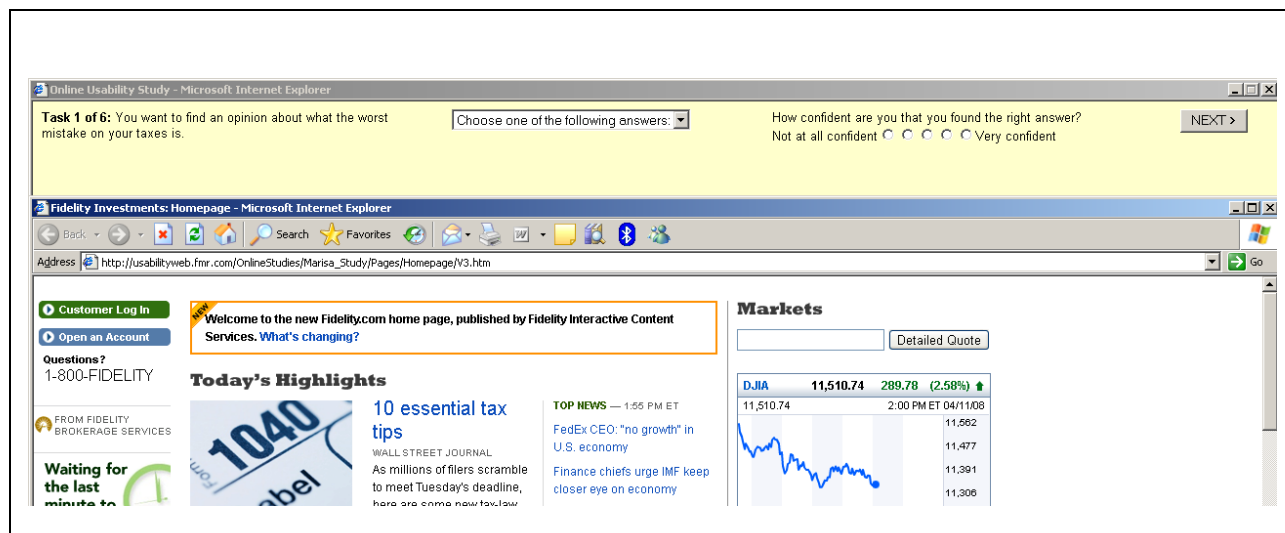 Online Usability Study - Microsoft Internet Explorer
Task 1 of 6: You want to find an opinion about what the worst
mistake on your taxes is.
Choose one of the following answers:
How confident are you that you found the right answer?
Not at all confident
Very confident
NEXT >
Fidelity Investments: Homepage - Microsoft Internet Explorer
Back
Search
Favorites
Address
http://usabilityweb.fmr.com/OnlineStudies/Marisa_Study/Pages/Homepage/V3.htm
Go
Customer Log In
Open an Account
Questions?
1-800-FIDELITY
FROM FIDELITY
BROKERAGE SERVICES
Waiting for
the last
minute to
NEW
Welcome to the new Fidelity.com home page, published by Fidelity Interactive Content
Services. What's changing?
Today's Highlights
1040
Form
abel
10 essential tax
tips
WALL STREET JOURNAL
As millions of filers scramble
to meet Tuesday's deadline,
here are some new tax-law
TOP NEWS — 1:55 PM ET
FedEx CEO: "no growth" in
U.S. economy
Finance chiefs urge IMF keep
closer eye on economy
Markets
Detailed Quote
DJIA 11,510.74 289.78 (2.58%)
11,510.74 2:00 PM ET 04/11/08
11,562
11,477
11,391
11,306